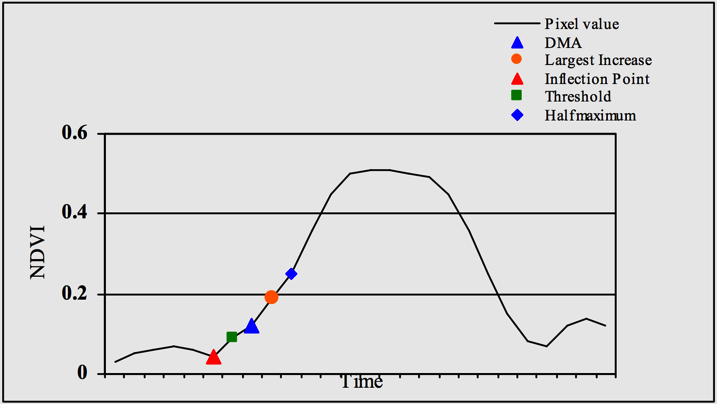 Pixel value
DMA
Largest Increase
Inflection Point
Threshold
Halfmaximum
0.6
0.4
0.2
0
NDVI
Time